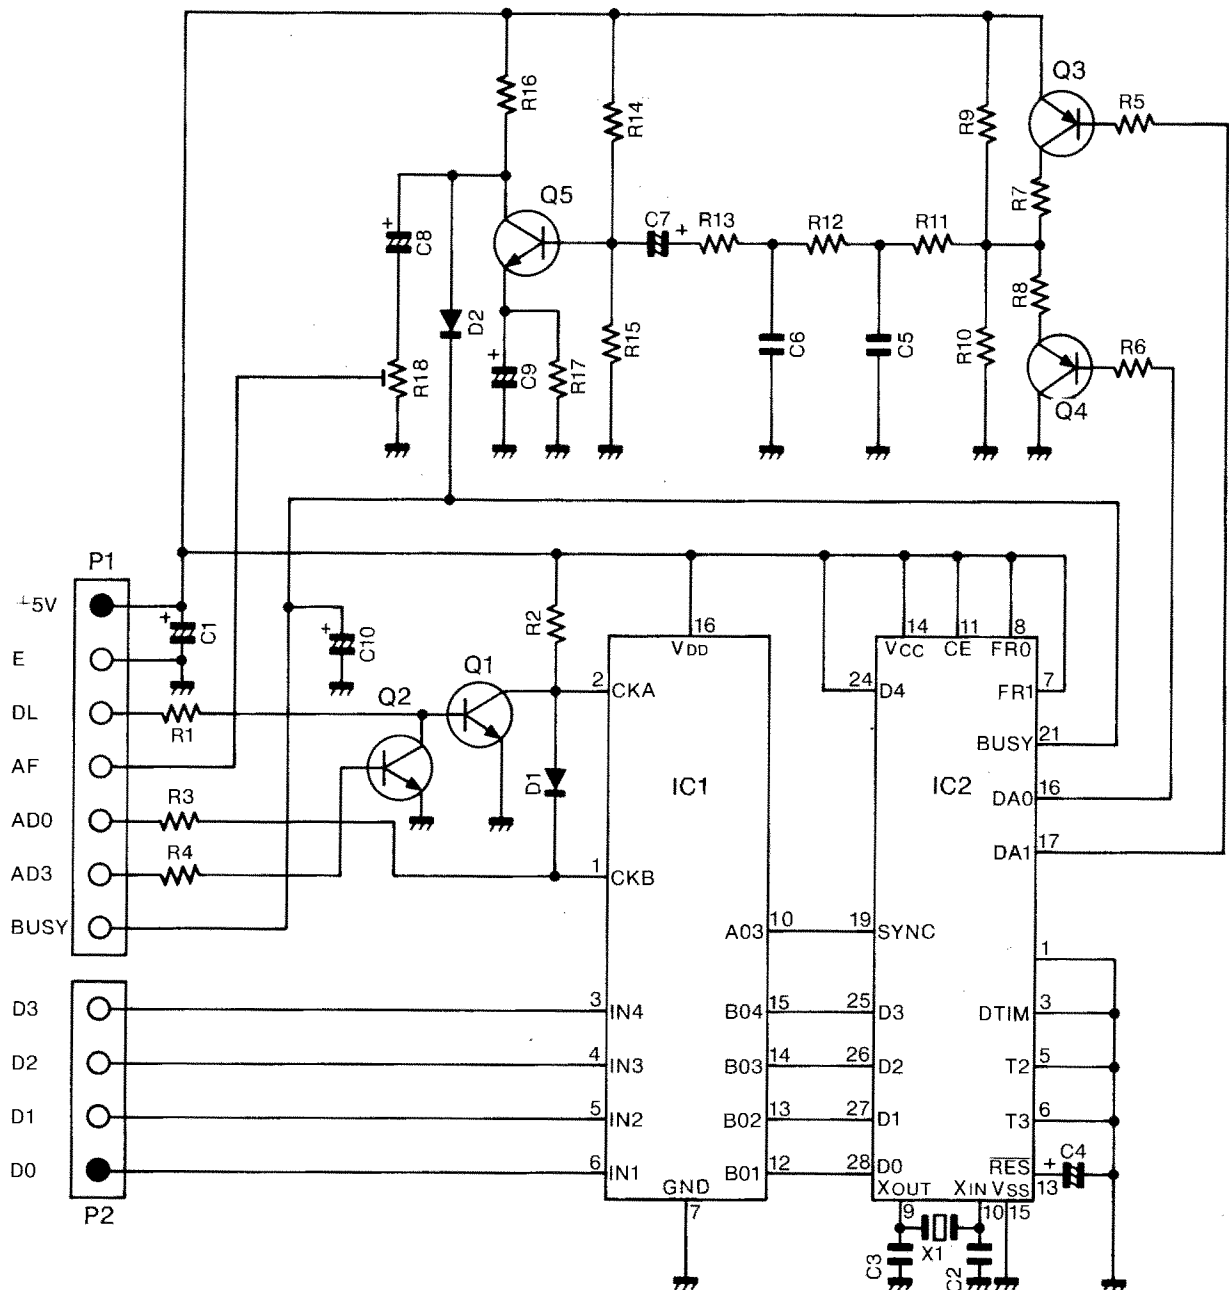 Q3
R5
R16
R14
R9
R7
Q5
C7
+
R13
R12
R11
+
C8
R8
D2
R15
C6
C5
R10
R6
R18
+
C9
R17
Q4
P1
+5V
+
C1
+
C10
R2
16
VDD
14
11
8
VCC
CE
FR0
E
Q1
Q2
2
CKA
24
D4
FR1
7
DL
R1
BUSY
21
AF
D1
IC1
IC2
DA0
16
AD0
R3
DA1
17
AD3
R4
1
CKB
BUSY
A03
10
19
SYNC
1
D3
3
IN4
B04
15
25
D3
DTIM
3
D2
4
IN3
B03
14
26
D2
T2
5
D1
5
IN2
B02
13
27
D1
T3
6
D0
6
IN1
B01
12
28
D0
RES
+
C4
13
P2
GND
7
XOUT
XIN
VSS
9
10
15
C3
X1
C2